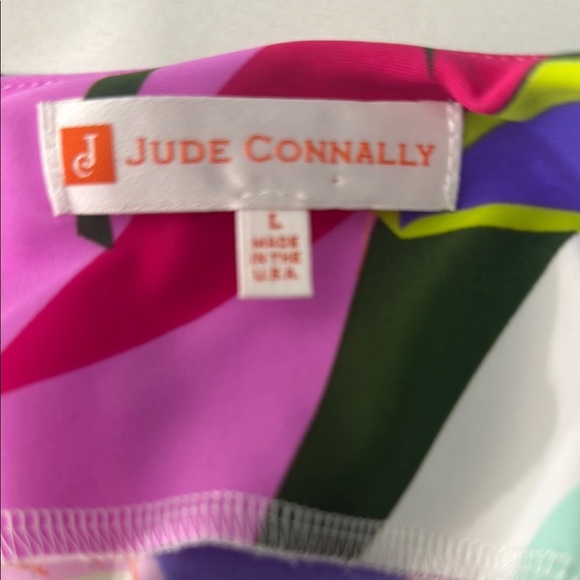 J JUDE CONNALLY
L
MADE
IN THE
U.S.A.